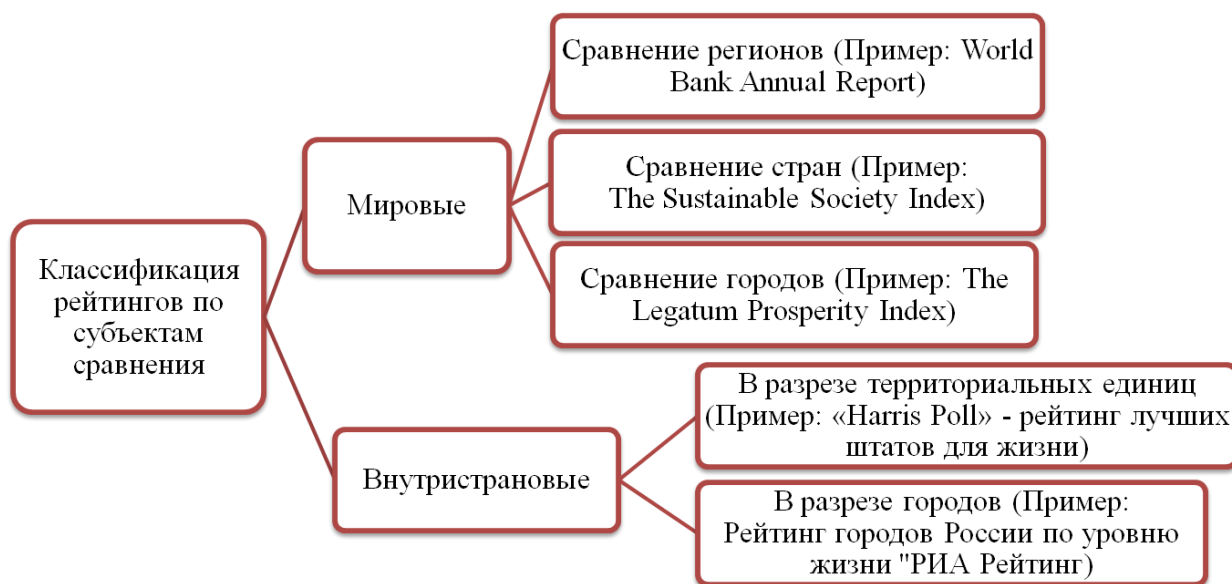 Классификация
рейтингов по
субъектам
сравнения
Мировые
Сравнение регионов (Пример: World
Bank Annual Report)
Сравнение стран (Пример:
The Sustainable Society Index)
Сравнение городов (Пример: The
Legatum Prosperity Index)
Внутристрановые
В разрезе территориальных единиц
(Пример: «Harris Poll» - рейтинг лучших
штатов для жизни)
В разрезе городов (Пример:
Рейтинг городов России по уровню
жизни "РИА Рейтинг)